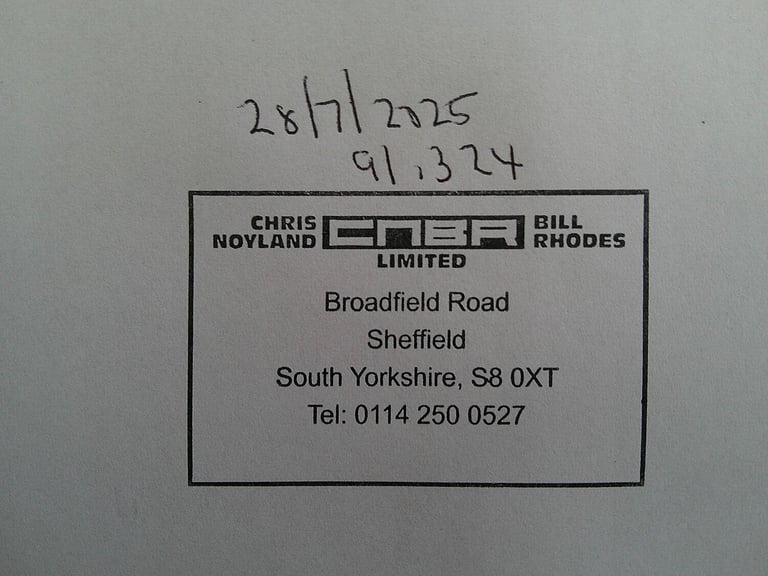 28/7/2025
91,324
CHRIS NOYLAND CNBR BILL RHODES
LIMITED
Broadfield Road
Sheffield
South Yorkshire, S8 0XT
Tel: 0114 250 0527